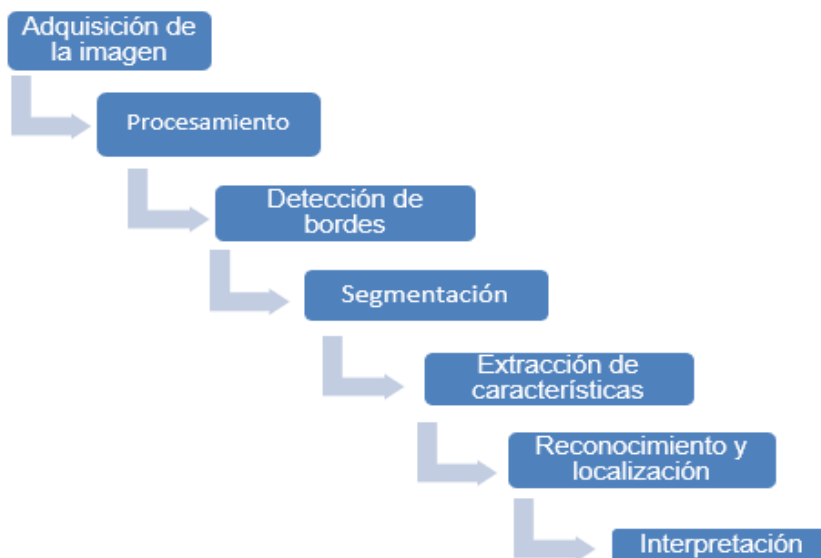 Adquisición de
la imagen
Procesamiento
Detección de
bordes
Segmentación
Extracción de
características
Reconocimiento y
localización
Interpretación